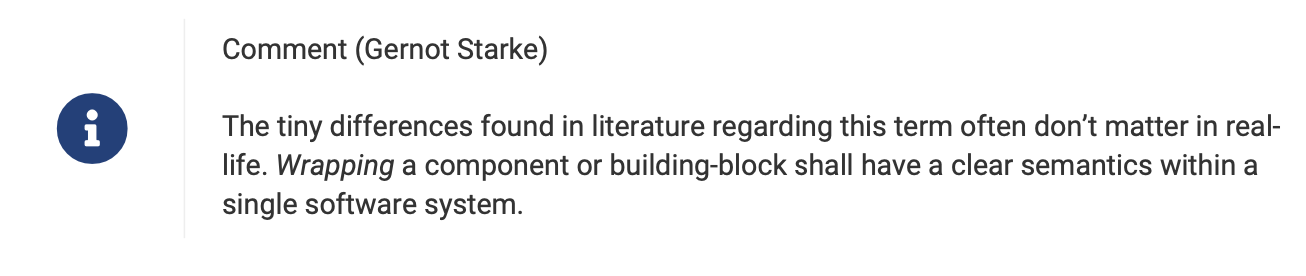 Comment (Gernot Starke)
The tiny differences found in literature regarding this term often don’t matter in real-
life. Wrapping a component or building-block shall have a clear semantics within a
single software system.